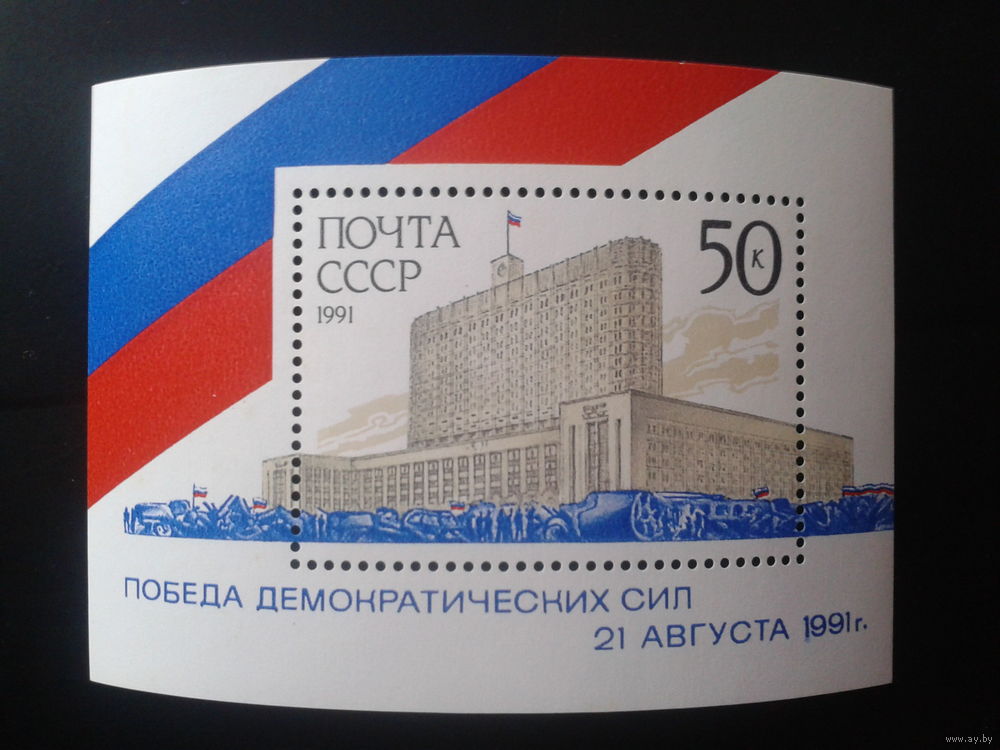 ПОЧТА
СССР
1991
50 к
ПОБЕДА ДЕМОКРАТИЧЕСКИХ СИЛ
21 АВГУСТА 1991 г.
www.ay.by